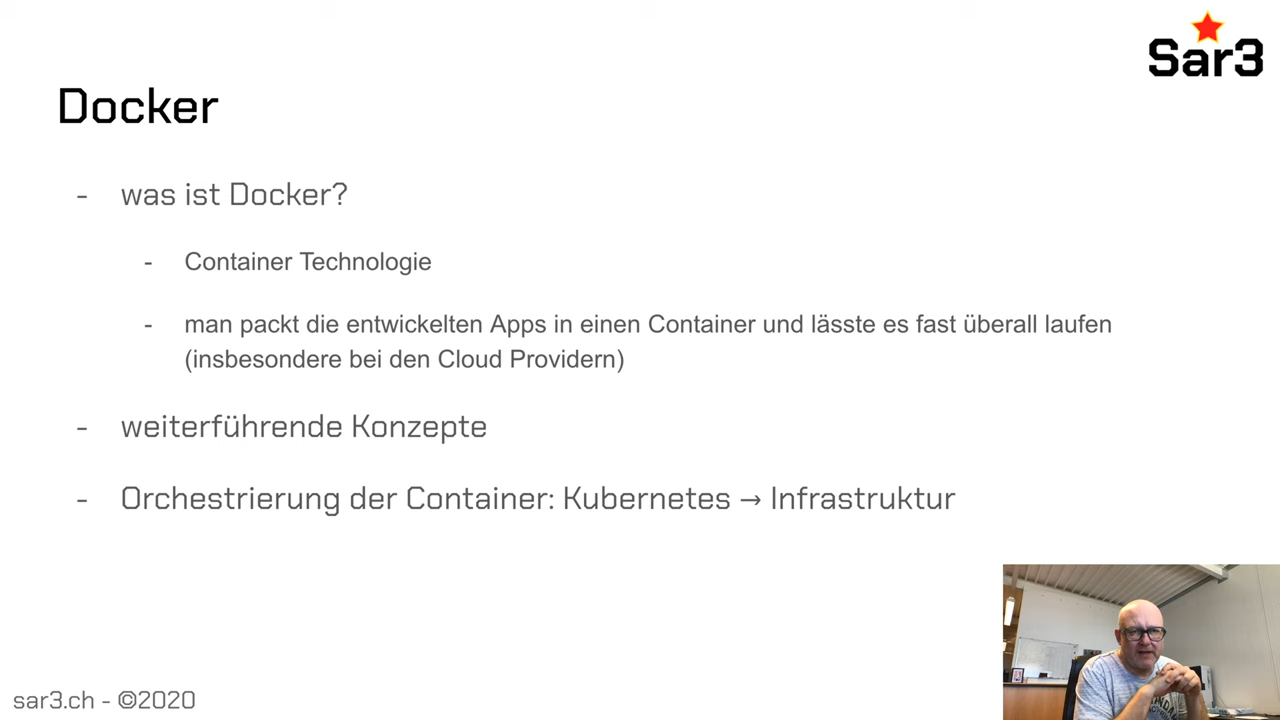 Sar3
Docker
- was ist Docker?
- Container Technologie
- man packt die entwickelten Apps in einen Container und lässte es fast überall laufen
(insbesondere bei den Cloud Providern)
- weiterführende Konzepte
- Orchestrierung der Container: Kubernetes → Infrastruktur
sar3.ch - ©2020